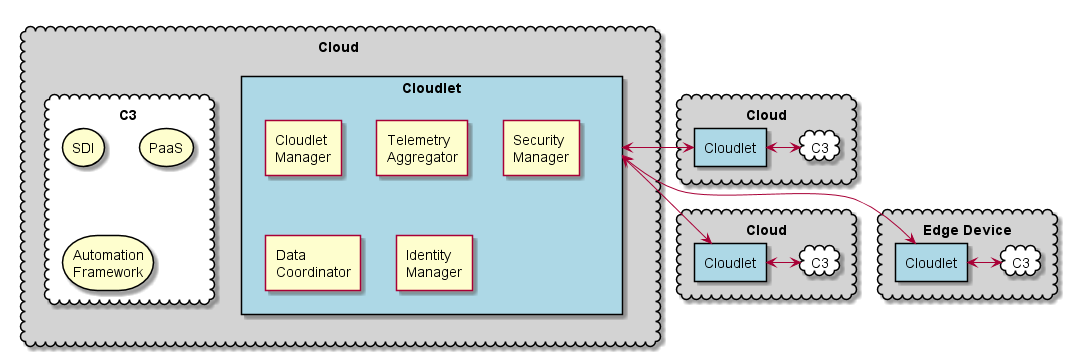 Cloud
C3
SDI
PaaS
Automation
Framework
Cloudlet
Cloudlet
Manager
Telemetry
Aggregator
Security
Manager
Data
Coordinator
Identity
Manager
Cloud
Cloudlet
C3
Cloud
Cloudlet
C3
Edge Device
Cloudlet
C3